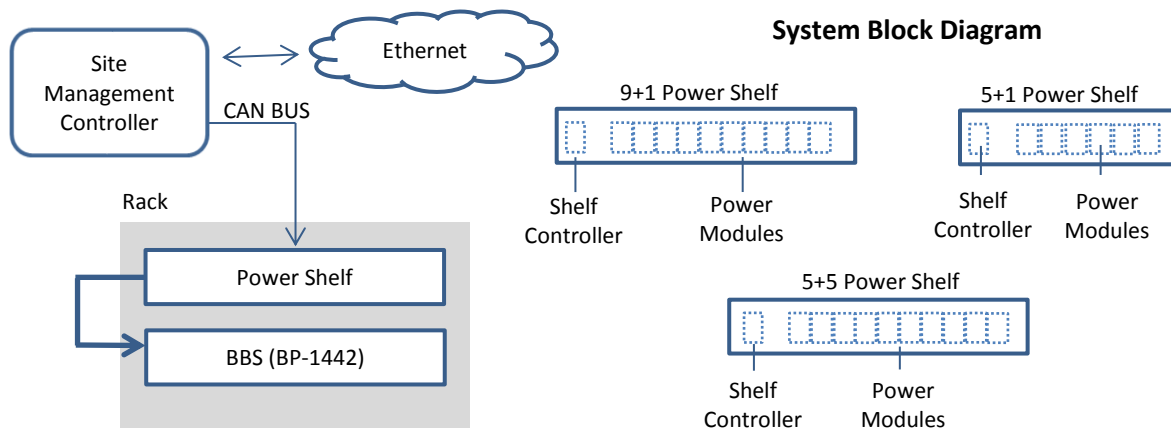 System Block Diagram
Ethernet
Site
Management
Controller
CAN BUS
Rack
Power Shelf
BBS (BP-1442)
9+1 Power Shelf
Shelf
Controller
Power
Modules
5+1 Power Shelf
Shelf
Controller
Power
Modules
5+5 Power Shelf
Shelf
Controller
Power
Modules